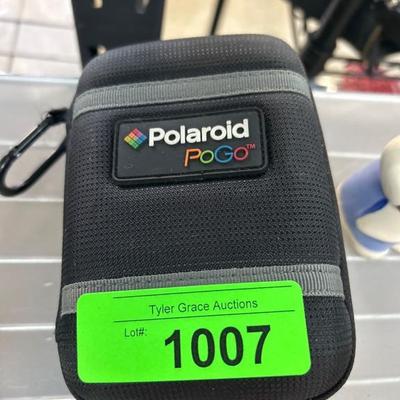 Polaroid
PoGo™
Tyler Grace Auctions
Lot#:
1007